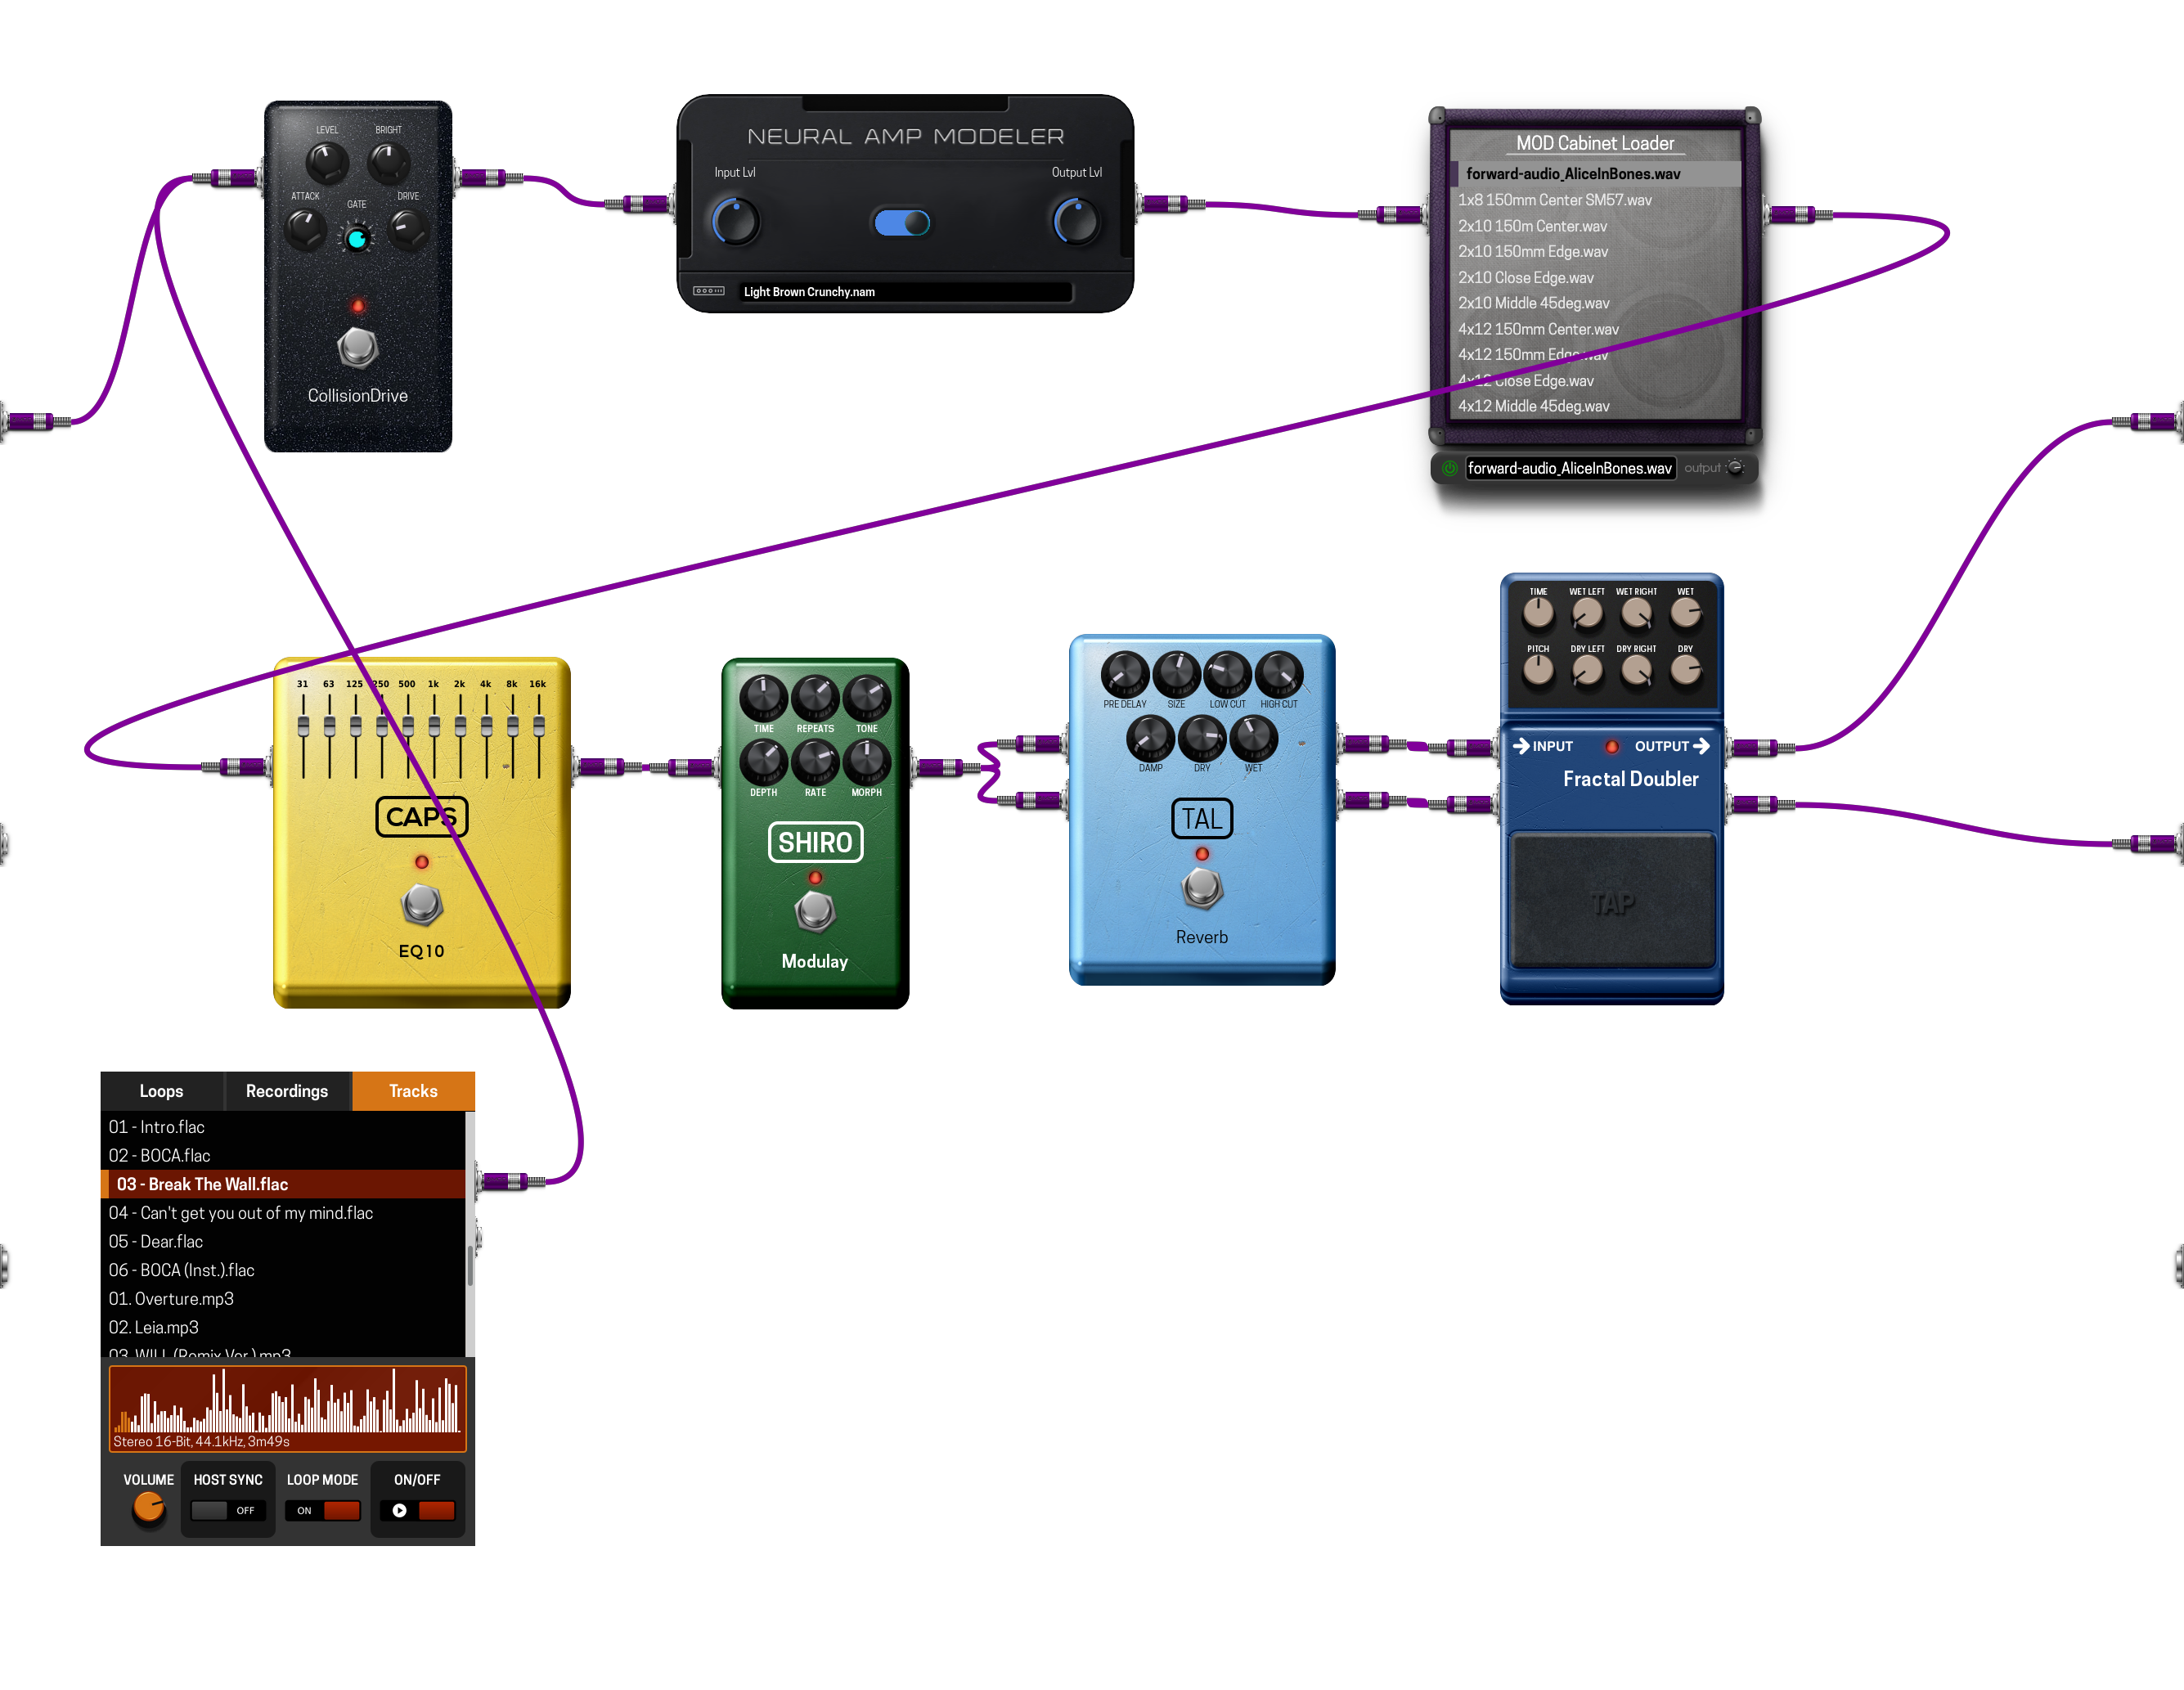 LEVEL BRIGHT
ATTACK GATE DRIVE
CollisionDrive
NEURAL AMP MODELER
Input Lvl Output Lvl
Light Brown Crunchy.nam
MOD Cabinet Loader
forward-audio_AliceInBones.wav
1x8 150mm Center SM57.wav
2x10 150m Center.wav
2x10 150mm Edge.wav
2x10 Close Edge.wav
2x10 Middle 45deg.wav
4x12 150mm Center.wav
4x12 150mm Edge.wav
4x12 Close Edge.wav
4x12 Middle 45deg.wav
forward-audio_AliceInBones.wav output
31 63 125 250 500 1k 2k 4k 8k 16k
CAPS
EQ10
TIME REPEATS TONE
DEPTH RATE MORPH
SHIRO
Modulay
PRE DELAY SIZE LOW CUT HIGH CUT
DAMP DRY WET
TAL
Reverb
TIME WET LEFT WET RIGHT WET
PITCH DRY LEFT DRY RIGHT DRY
INPUT OUTPUT
Fractal Doubler
TAP
Loops Recordings Tracks
01 - Intro.flac
02 - BOCA.flac
03 - Break The Wall.flac
04 - Can't get you out of my mind.flac
05 - Dear.flac
06 - BOCA (Inst.).flac
01. Overture.mp3
02. Leia.mp3
03. WILL (Remix Ver.).mp3
Stereo 16-Bit, 44.1kHz, 3m49s
VOLUME HOST SYNC LOOP MODE ON/OFF
OFF ON